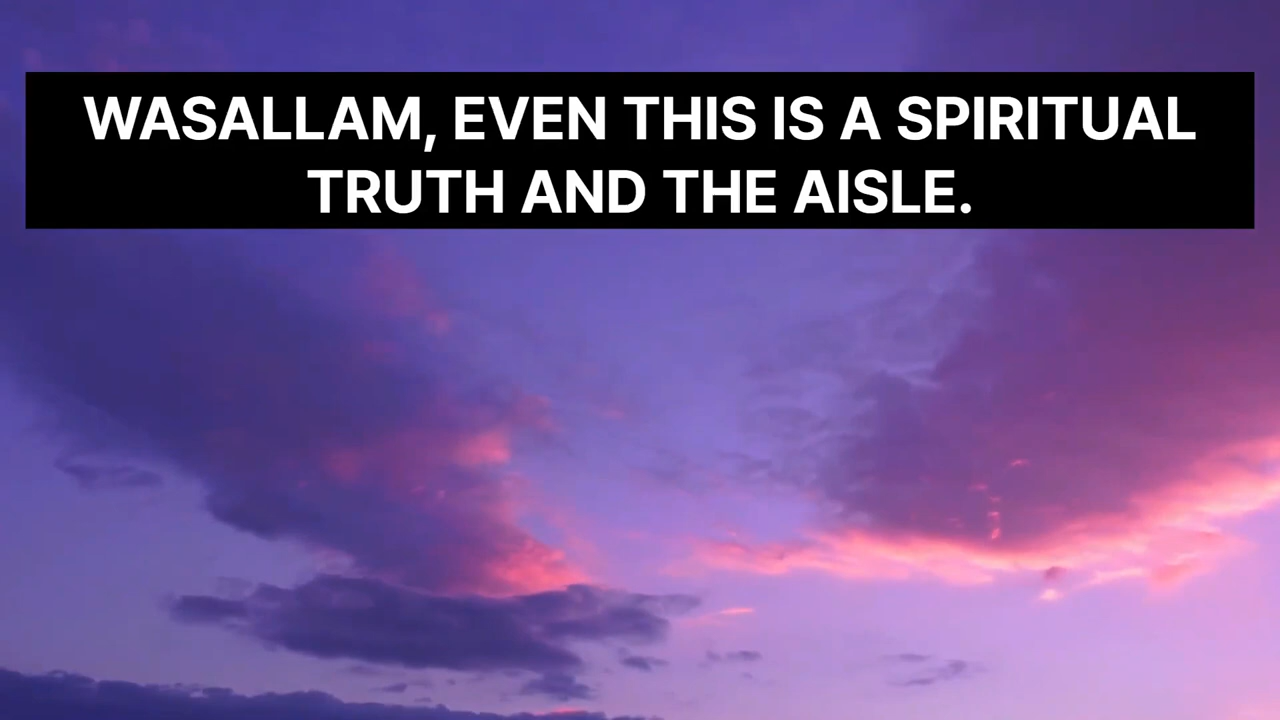 WASALLAM, EVEN THIS IS A SPIRITUAL
TRUTH AND THE AISLE.